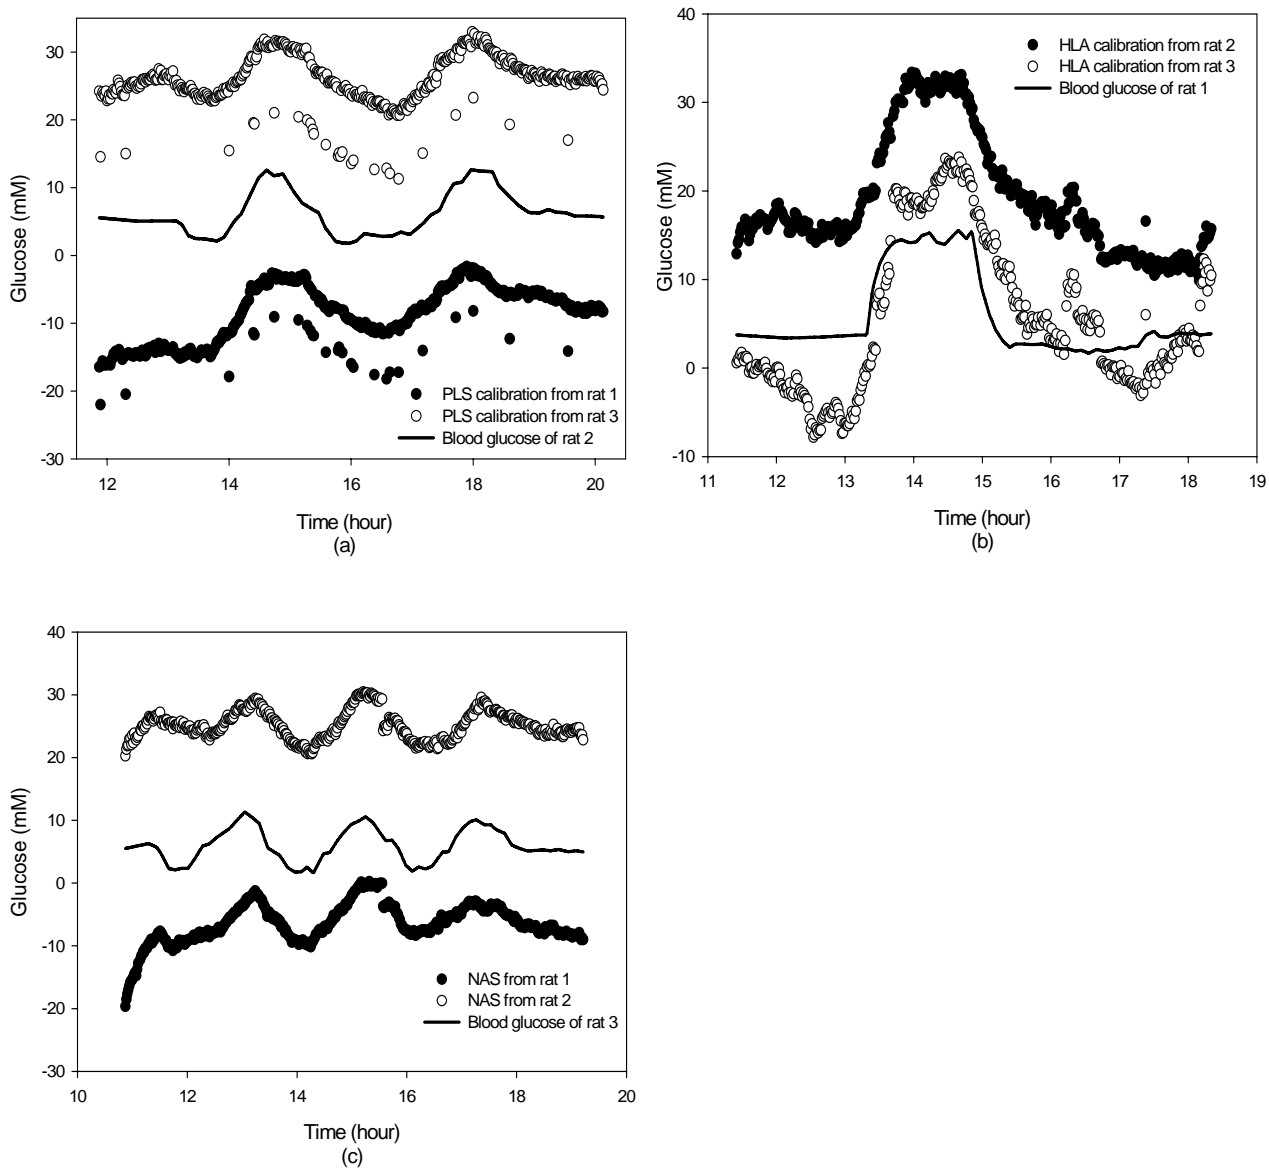 30
20
10
0
-10
-20
-30
Glucose (mM)
PLS calibration from rat 1
PLS calibration from rat 3
Blood glucose of rat 2
12
14
16
18
20
Time (hour)
(a)
40
30
20
10
0
-10
Glucose (mM)
HLA calibration from rat 2
HLA calibration from rat 3
Blood glucose of rat 1
11
12
13
14
15
16
17
18
19
Time (hour)
(b)
40
30
20
10
0
-10
-20
-30
Glucose (mM)
NAS from rat 1
NAS from rat 2
Blood glucose of rat 3
10
12
14
16
18
20
Time (hour)
(c)